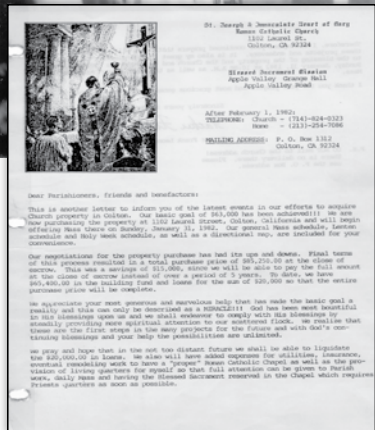 St. Joseph & Immaculate Heart of Mary
Roman Catholic Church
1102 Laurel St.
Colton, CA 92324
Blessed Sacrament Mission
Apple Valley Grange Hall
Apple Valley Road
After February 1, 1982:
TELEPHONE: Church - (714)-824-0323
Home - (213)-254-7086
MAILING ADDRESS: P. O. Box 1312
Colton, CA 92324
Dear Parishioners, friends and benefactors:
This is another letter to inform you of the latest events in our efforts to acquire
Church property in Colton. Our basic goal of $65,000 has been achieved!!! We are
now purchasing the property at 1102 Laurel Street, Colton, California and will begin
offering Mass there on Sunday, January 31, 1982. Our general Mass schedule, Lenten
schedule and Holy Week schedule, as well as a directional map, are included for your
convenience.
Our negotiations for the property purchase has had its ups and downs. Final terms
of this process resulted in a total purchase price of $85,250.00 at the close of
escrow. This was a savings of $15,000, since we will be able to pay the full amount
at the close of escrow instead of over a period of 5 years. To date, we have
$65,400.00 in the building fund and loans for the sum of $20,000 so that the entire
purchase price will be complete.
We appreciate your most generous and marvelous help that has made the basic goal a
reality and this can only be described as a MIRACLE!!! God has been most bountiful
in His blessings upon us and we shall endeavor to comply with His blessings by
steadily providing more spiritual attention to our scattered flock. We realize that
these are the first steps in the many projects for the future and with God's con-
tinuing blessings and your help the possibilities are unlimited.
We pray and hope that in the not too distant future we shall be able to liquidate
the $20,000.00 in loans. We also will have added expenses for utilities, insurance,
eventual remodeling work to have a "proper" Roman Catholic Chapel as well as the pro-
vision of living quarters for myself so that full attention can be given to Parish
work, daily Mass and having the Blessed Sacrament reserved in the Chapel which requires
Priests quarters as soon as possible.